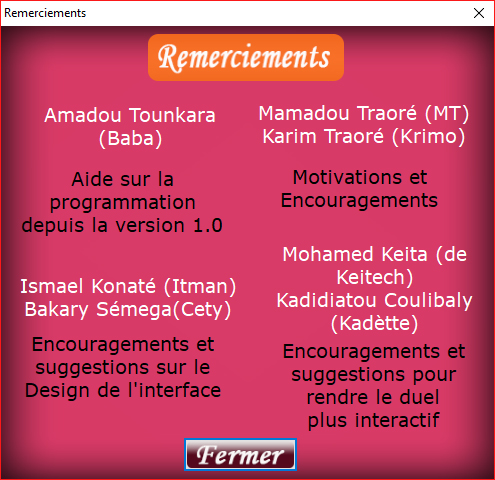 Remerciements
Remerciements
Amadou Tounkara
(Baba)
Aide sur la
programmation
depuis la version 1.0
Mamadou Traoré (MT)
Karim Traoré (Krimo)
Motivations et
Encouragements
Ismael Konaté (Itman)
Bakary Sémega(Cety)
Encouragements et
suggestions sur le
Design de l'interface
Mohamed Keita (de
Keitech)
Kadidiatou Coulibaly
(Kadètte)
Encouragements et
suggestions pour
rendre le duel
plus interactif
Fermer